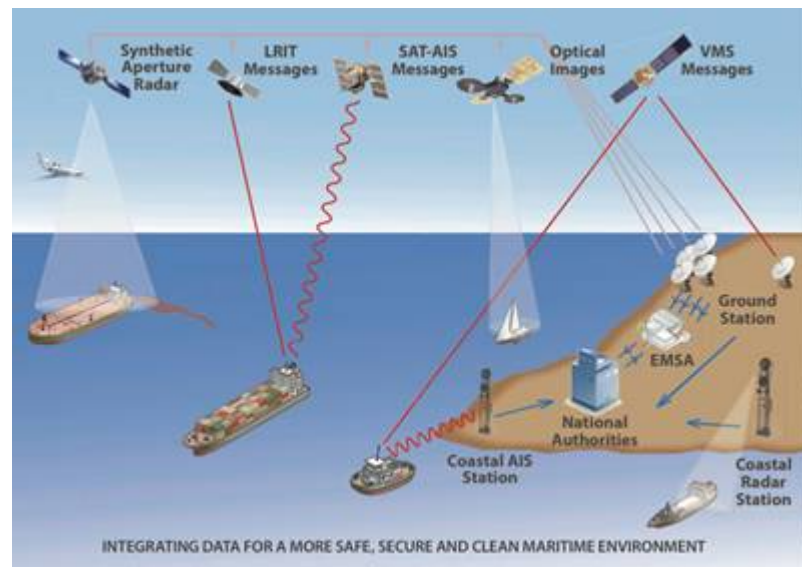 Synthetic
Aperture
Radar
LRIT
Messages
SAT-AIS
Messages
Optical
Images
VMS
Messages
Ground
Station
EMSA
National
Authorities
Coastal AIS
Station
Coastal
Radar
Station
INTEGRATING DATA FOR A MORE SAFE, SECURE AND CLEAN MARITIME ENVIRONMENT